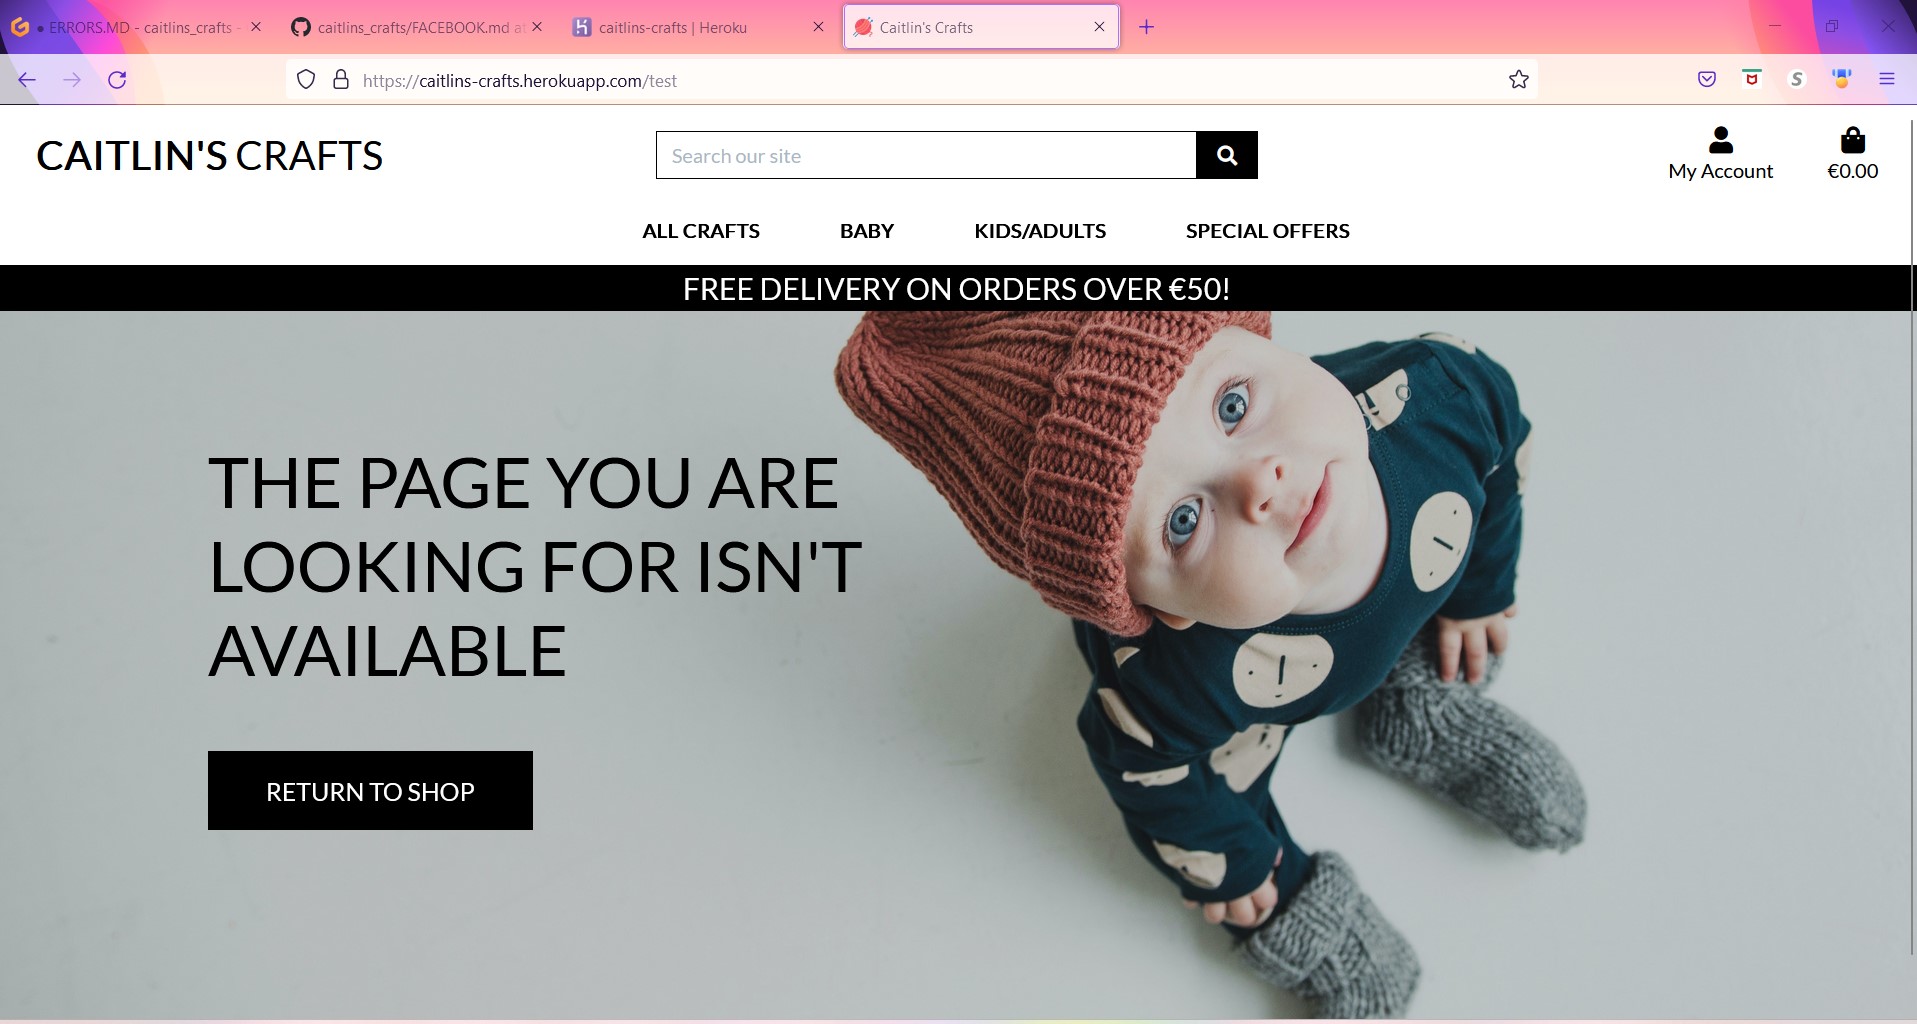 ERRORS.MD - caitlins_crafts -
caitlins_crafts/FACEBOOK.md at
caitlins-crafts | Heroku
Caitlin's Crafts
https://caitlins-crafts.herokuapp.com/test
CAITLIN'S CRAFTS
Search our site
My Account
€0.00
ALL CRAFTS
BABY
KIDS/ADULTS
SPECIAL OFFERS
FREE DELIVERY ON ORDERS OVER €50!
THE PAGE YOU ARE
LOOKING FOR ISN'T
AVAILABLE
RETURN TO SHOP